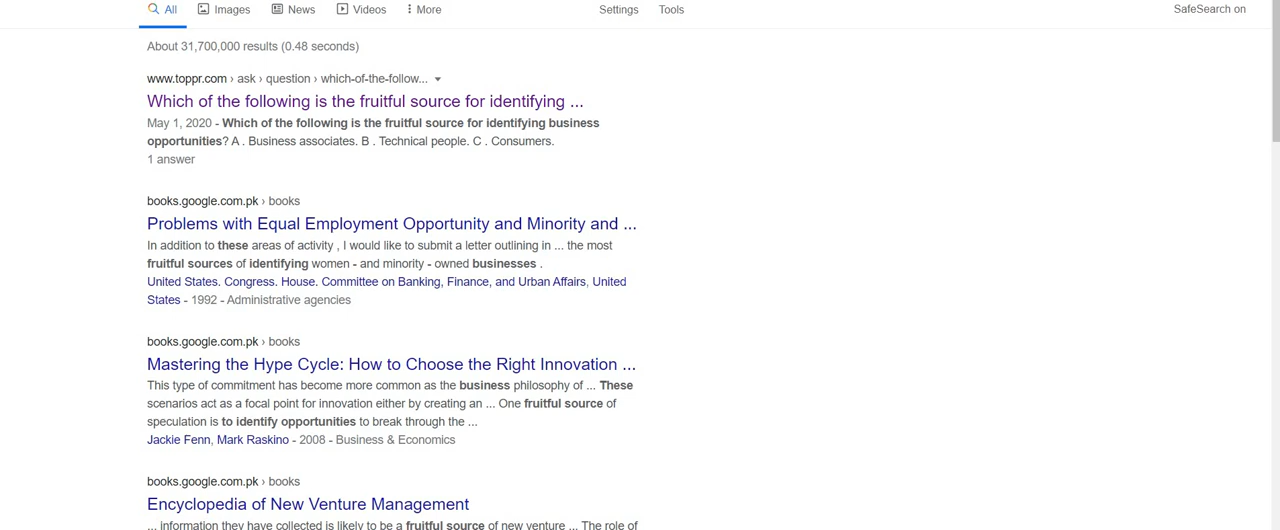 All Images News Videos More Settings Tools SafeSearch on
About 31,700,000 results (0.48 seconds)
www.toppr.com › ask › question › which-of-the-follow...
Which of the following is the fruitful source for identifying ...
May 1, 2020 - Which of the following is the fruitful source for identifying business
opportunities? A . Business associates. B . Technical people. C . Consumers.
1 answer
books.google.com.pk › books
Problems with Equal Employment Opportunity and Minority and ...
In addition to these areas of activity , I would like to submit a letter outlining in ... the most
fruitful sources of identifying women - and minority - owned businesses .
United States. Congress. House. Committee on Banking, Finance, and Urban Affairs, United
States - 1992 - Administrative agencies
books.google.com.pk › books
Mastering the Hype Cycle: How to Choose the Right Innovation ...
This type of commitment has become more common as the business philosophy of ... These
scenarios act as a focal point for innovation either by creating an ... One fruitful source of
speculation is to identify opportunities to break through the ...
Jackie Fenn, Mark Raskino - 2008 - Business & Economics
books.google.com.pk › books
Encyclopedia of New Venture Management
... information they have collected is likely to be a fruitful source of new venture ... The role of